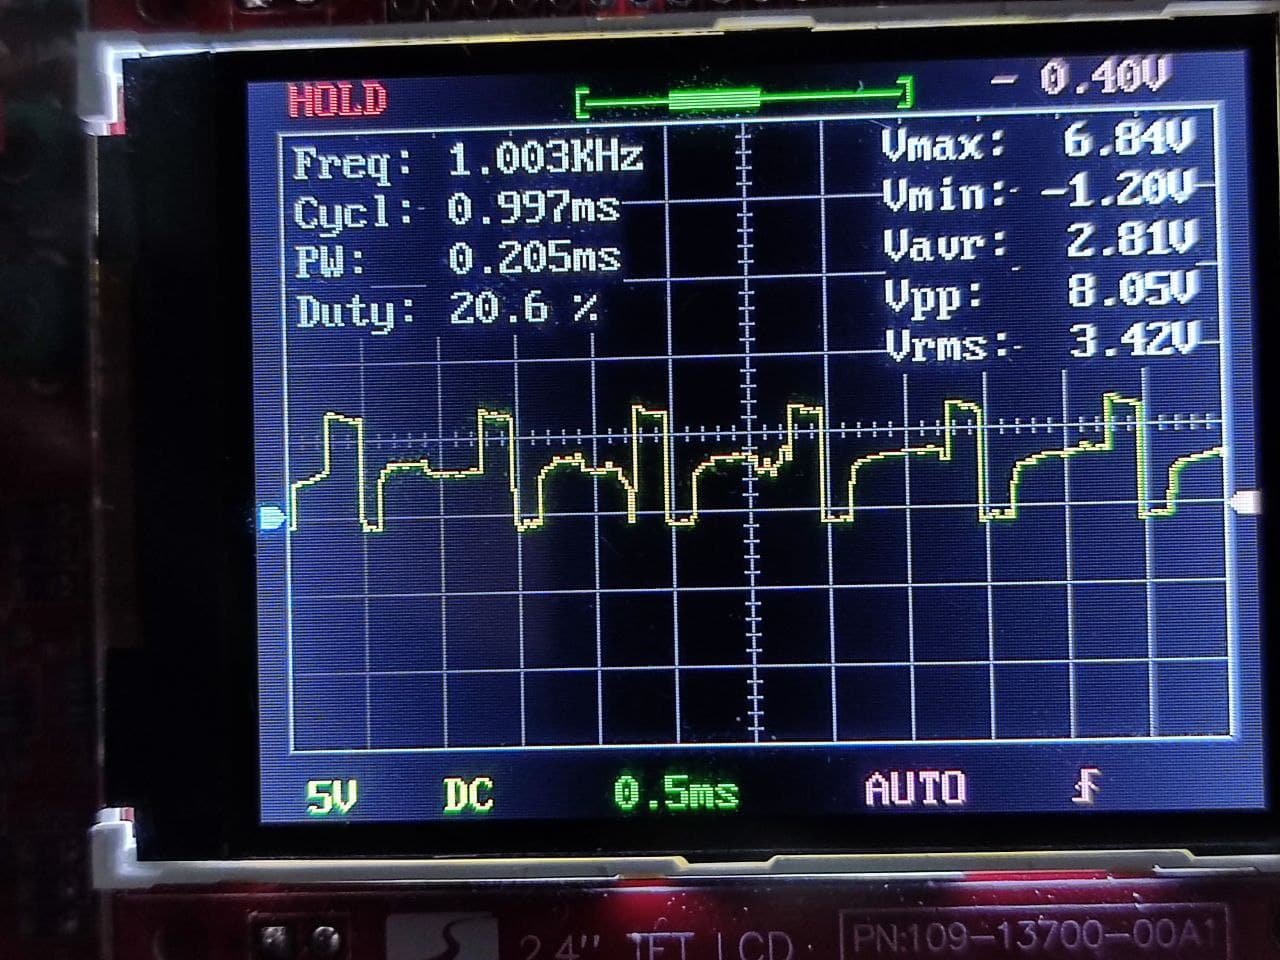 HOLD
- 0.40V
Freq: 1.003KHz
Cycl: 0.997ms
PW: 0.205ms
Duty: 20.6 %
Vmax: 6.84V
Vmin: -1.20V
Vavr: 2.81V
Vpp: 8.05V
Vrms: 3.42V
5V DC 0.5ms AUTO
2.4" TFT LCD
PN:109-13700-00A1